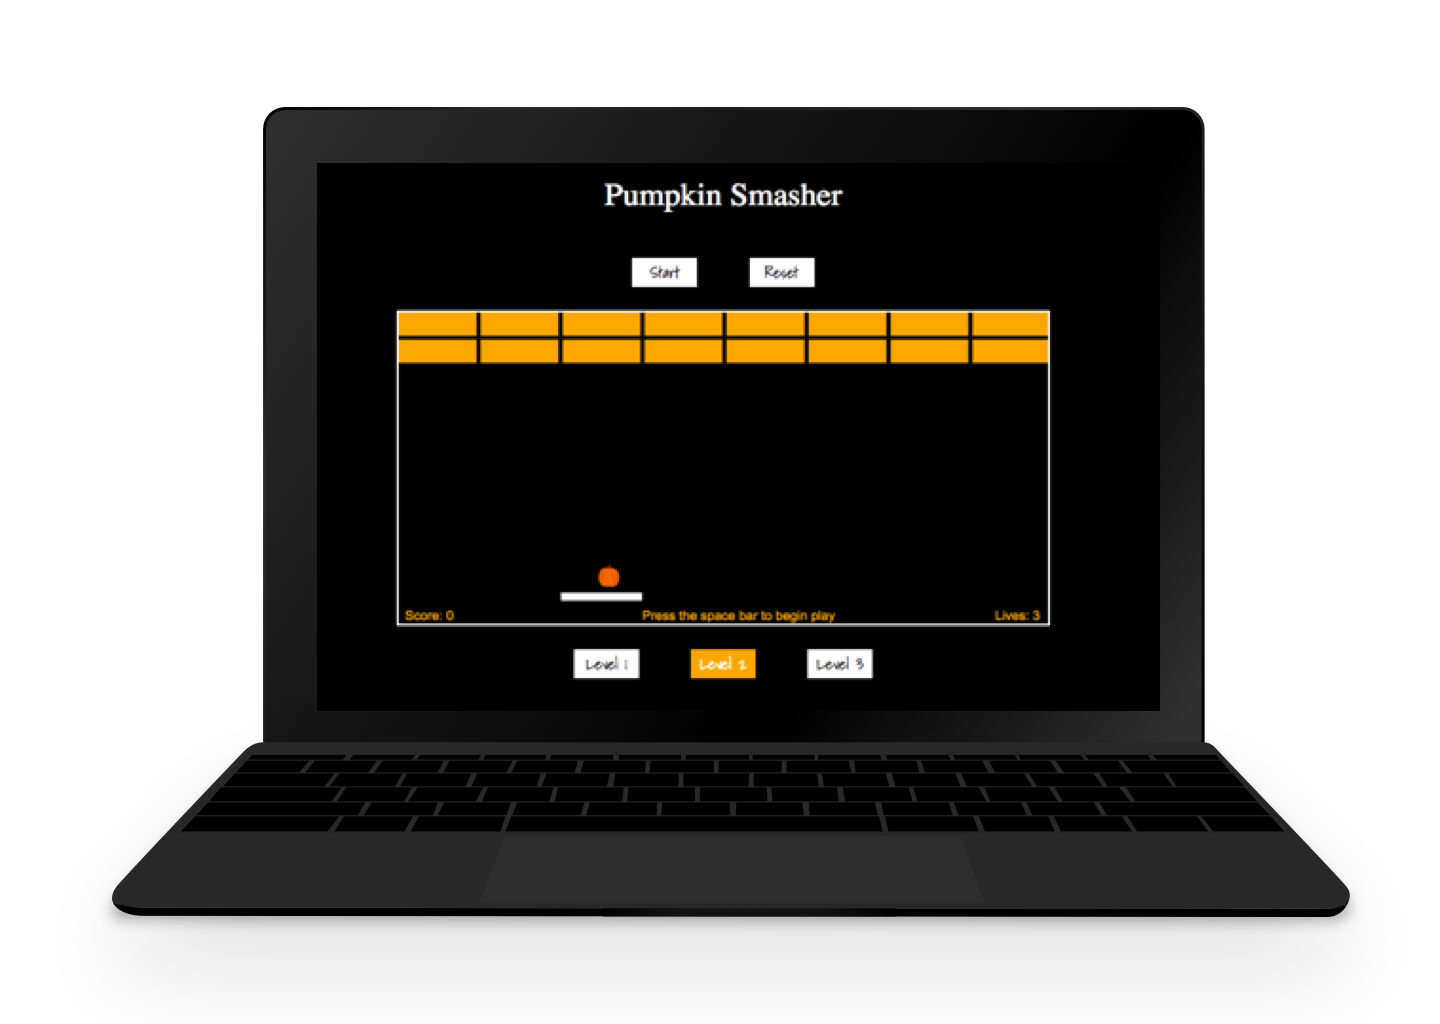 Pumpkin Smasher
Start Reset
Score: 0 Press the space bar to begin play Lives: 3
Level 1 Level 2 Level 3